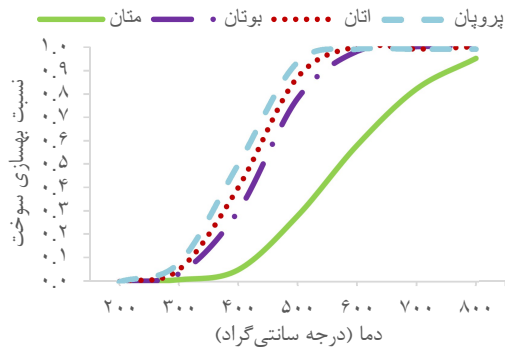 متان بوتان اتان پروپان
نسبت بهسازی سوخت
۱.۰
۰.۹
۰.۸
۰.۷
۰.۶
۰.۵
۰.۴
۰.۳
۰.۲
۰.۱
۰.۰
۲۰۰ ۳۰۰ ۴۰۰ ۵۰۰ ۶۰۰ ۷۰۰ ۸۰۰
دما (درجه سانتی‌گراد)